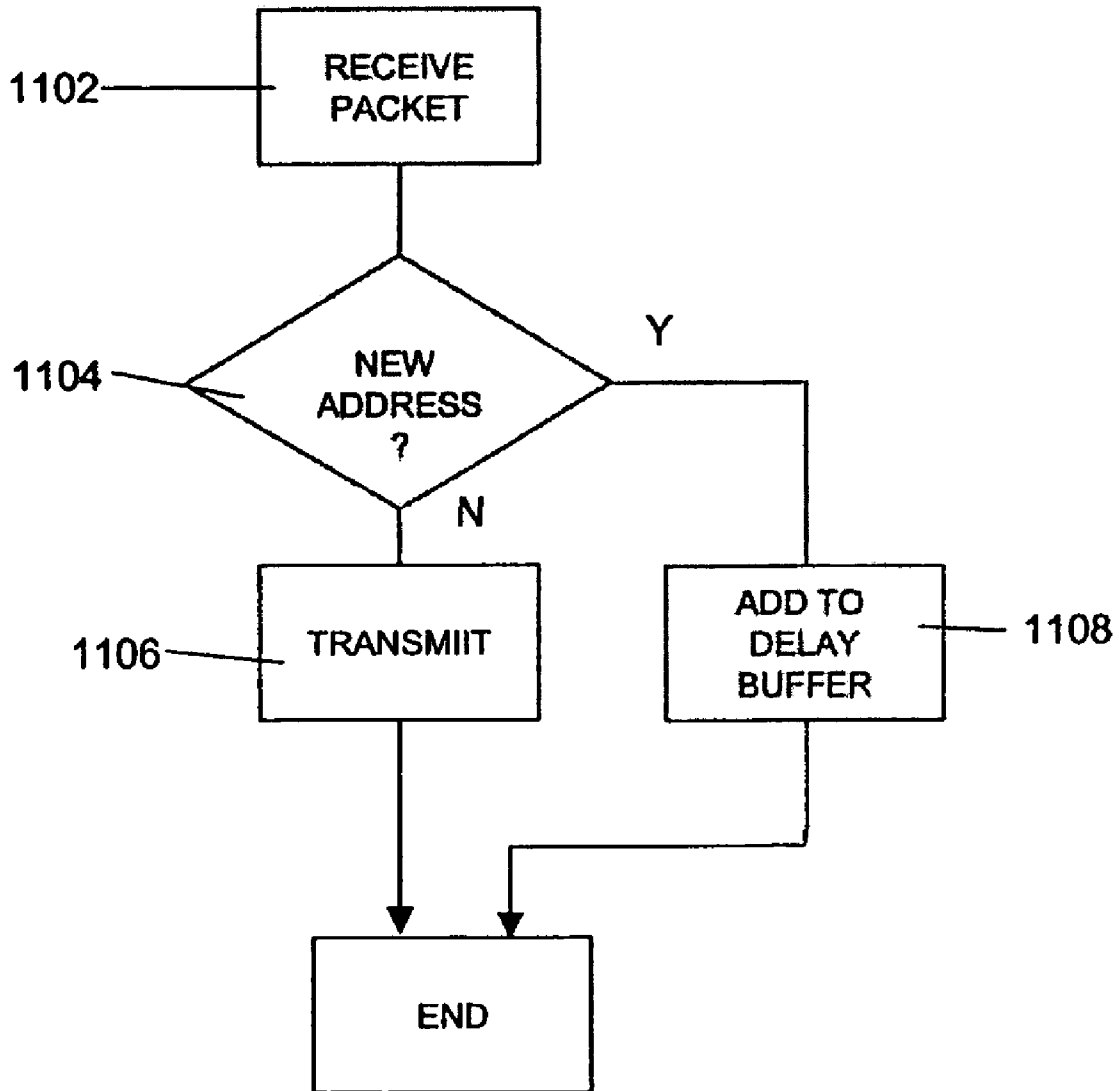 RECEIVE
PACKET
1102
Y
NEW
ADDRESS
?
1104
N
TRANSMIIT
1106
ADD TO
DELAY
BUFFER
1108
END